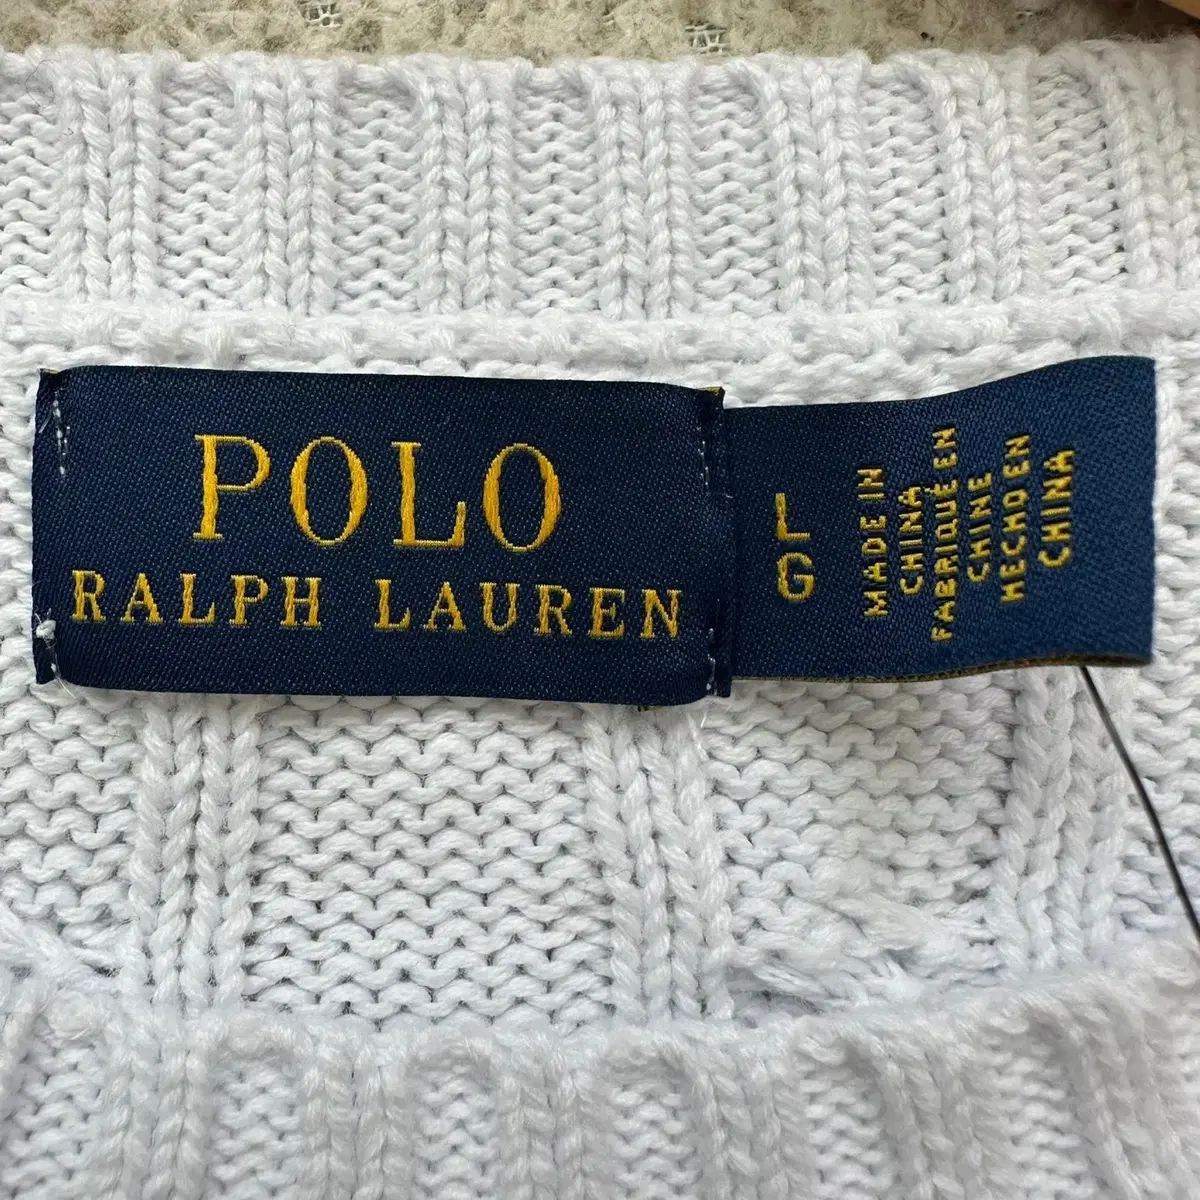 POLO
RALPH LAUREN
L
G
MADE IN
CHINA
FABRIQUÉ EN
CHINE
HECHO EN
CHINA